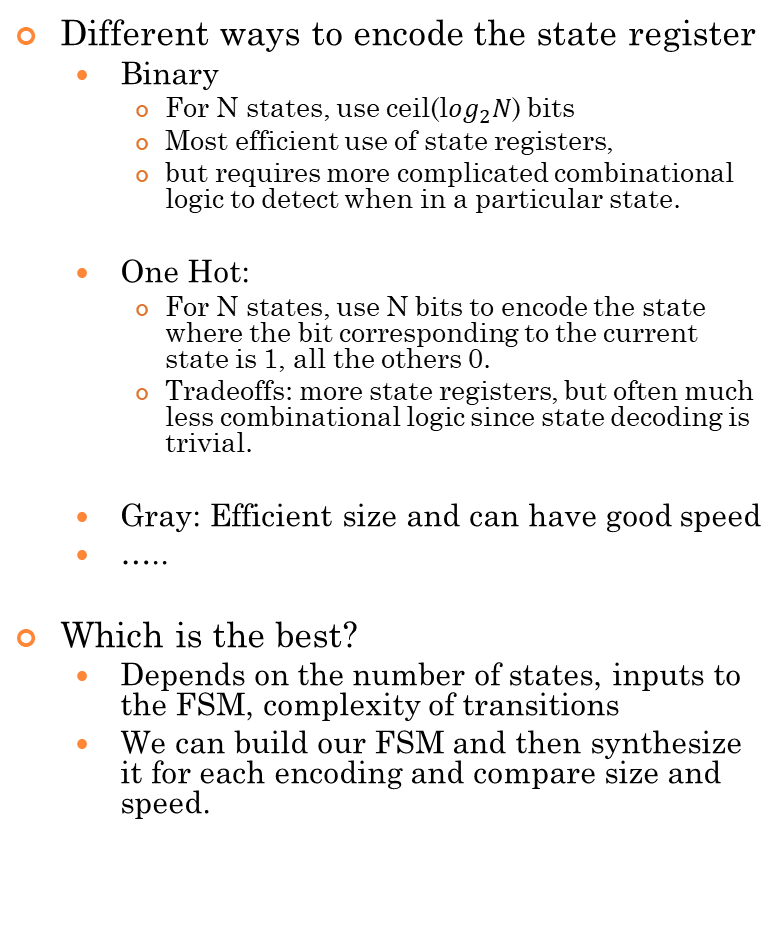 Different ways to encode the state register
Binary
For N states, use ceil(log₂N) bits
Most efficient use of state registers,
but requires more complicated combinational
logic to detect when in a particular state.
One Hot:
For N states, use N bits to encode the state
where the bit corresponding to the current
state is 1, all the others 0.
Tradeoffs: more state registers, but often much
less combinational logic since state decoding is
trivial.
Gray: Efficient size and can have good speed
…..
Which is the best?
Depends on the number of states, inputs to
the FSM, complexity of transitions
We can build our FSM and then synthesize
it for each encoding and compare size and
speed.